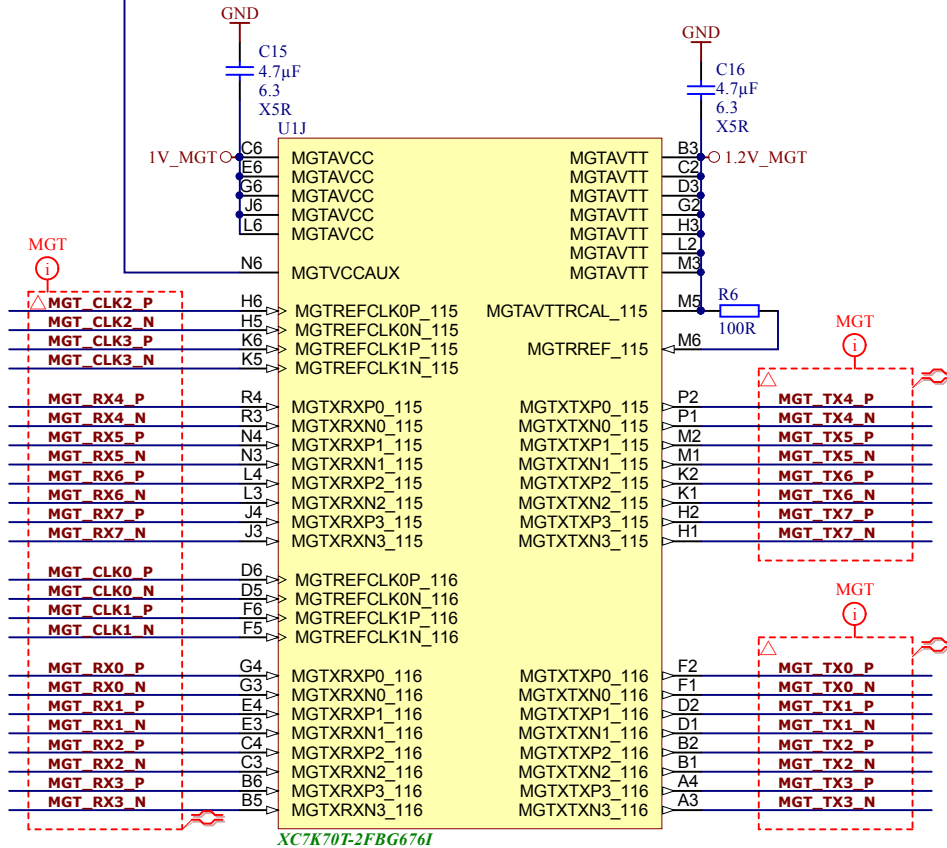 GND
C15
4.7µF
6.3
X5R
GND
C16
4.7µF
6.3
X5R
U1J
1V_MGT C6 MGTAVCC MGTAVTT B3 1.2V_MGT
E6 MGTAVCC MGTAVTT C2
G6 MGTAVCC MGTAVTT D3
J6 MGTAVCC MGTAVTT G2
L6 MGTAVCC MGTAVTT H3
MGTAVTT L2
MGT
i
N6 MGTVCCAUX MGTAVTT M3
MGT_CLK2_P H6 MGTREFCLK0P_115 MGTAVTTRCAL_115 M5 R6
100R
MGT_CLK2_N H5 MGTREFCLK0N_115
MGT_CLK3_P K6 MGTREFCLK1P_115 MGTRREF_115 M6
MGT_CLK3_N K5 MGTREFCLK1N_115
MGT
i
MGT_RX4_P R4 MGTXRXP0_115 MGTXTXP0_115 P2 MGT_TX4_P
MGT_RX4_N R3 MGTXRXN0_115 MGTXTXN0_115 P1 MGT_TX4_N
MGT_RX5_P N4 MGTXRXP1_115 MGTXTXP1_115 M2 MGT_TX5_P
MGT_RX5_N N3 MGTXRXN1_115 MGTXTXN1_115 M1 MGT_TX5_N
MGT_RX6_P L4 MGTXRXP2_115 MGTXTXP2_115 K2 MGT_TX6_P
MGT_RX6_N L3 MGTXRXN2_115 MGTXTXN2_115 K1 MGT_TX6_N
MGT_RX7_P J4 MGTXRXP3_115 MGTXTXP3_115 H2 MGT_TX7_P
MGT_RX7_N J3 MGTXRXN3_115 MGTXTXN3_115 H1 MGT_TX7_N
MGT_CLK0_P D6 MGTREFCLK0P_116
MGT_CLK0_N D5 MGTREFCLK0N_116
MGT_CLK1_P F6 MGTREFCLK1P_116
MGT_CLK1_N F5 MGTREFCLK1N_116
MGT
i
MGT_RX0_P G4 MGTXRXP0_116 MGTXTXP0_116 F2 MGT_TX0_P
MGT_RX0_N G3 MGTXRXN0_116 MGTXTXN0_116 F1 MGT_TX0_N
MGT_RX1_P E4 MGTXRXP1_116 MGTXTXP1_116 D2 MGT_TX1_P
MGT_RX1_N E3 MGTXRXN1_116 MGTXTXN1_116 D1 MGT_TX1_N
MGT_RX2_P C4 MGTXRXP2_116 MGTXTXP2_116 B2 MGT_TX2_P
MGT_RX2_N C3 MGTXRXN2_116 MGTXTXN2_116 B1 MGT_TX2_N
MGT_RX3_P B6 MGTXRXP3_116 MGTXTXP3_116 A4 MGT_TX3_P
MGT_RX3_N B5 MGTXRXN3_116 MGTXTXN3_116 A3 MGT_TX3_N
XC7K70T-2FBG676I